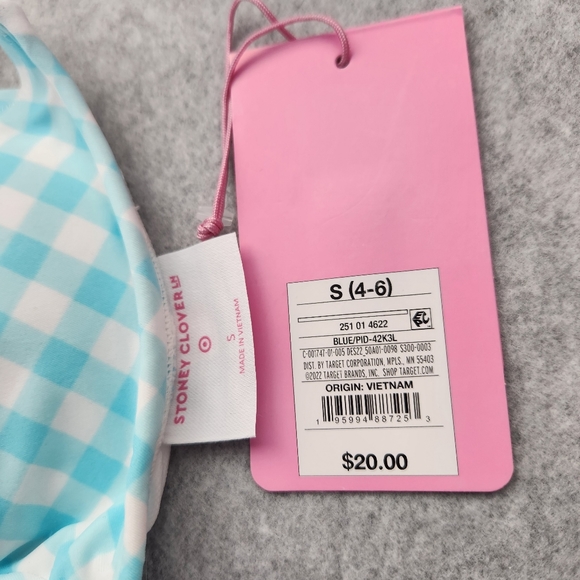 S (4-6)
251 01 4622
BLUE/PID-42K3L
C-001747-01-005 DES22_50A01-0098 S300-0003
DIST. BY TARGET CORPORATION, MPLS., MN 55403
©2022 TARGET BRANDS, INC. SHOP TARGET.COM
ORIGIN: VIETNAM
1 95994 88725 3
$20.00
STONEY CLOVER LN
S
MADE IN VIETNAM